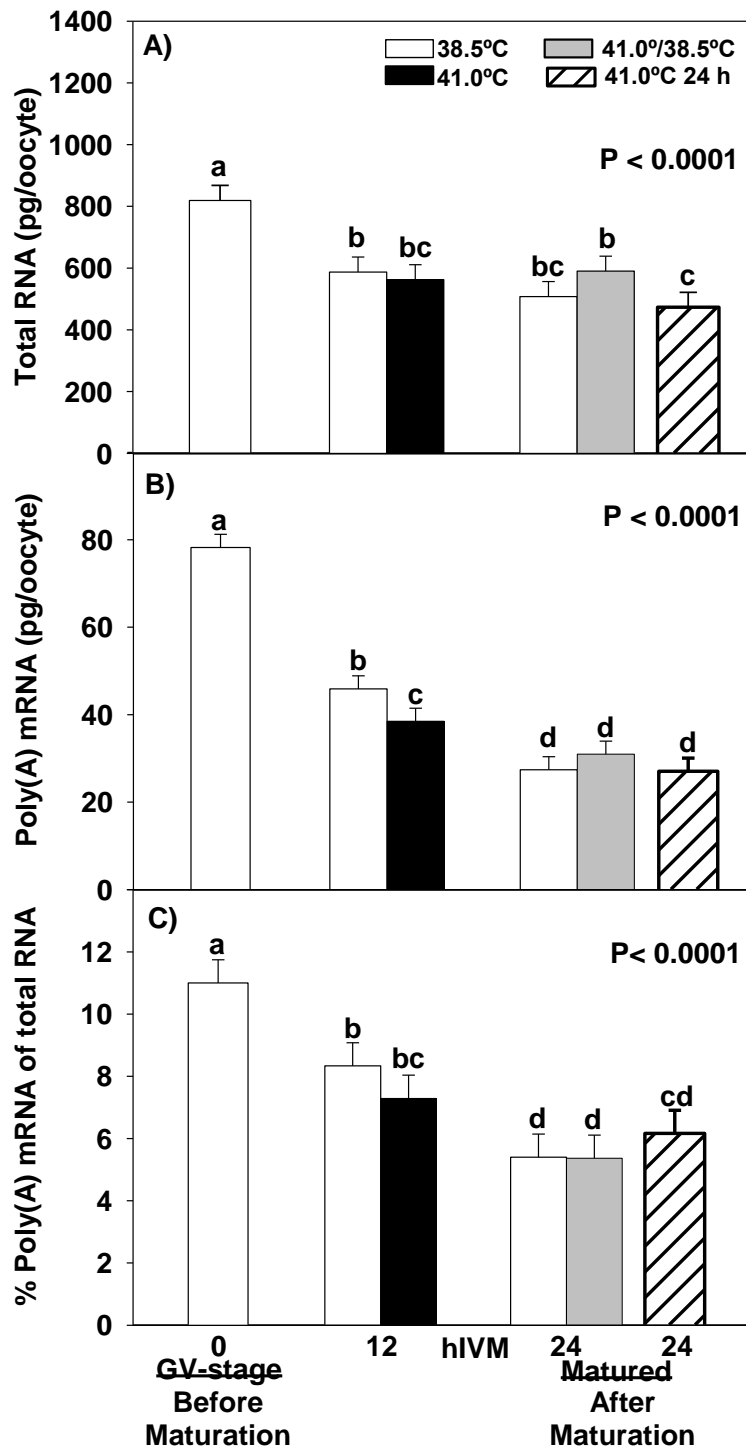 A)
38.5ºC 41.0º/38.5ºC
41.0ºC 41.0ºC 24 h
P < 0.0001
Total RNA (pg/oocyte)
1400
1200
1000
800
600
400
200
0
a b bc bc b c
B)
P < 0.0001
Poly(A) mRNA (pg/oocyte)
80
60
40
20
0
a b c d d d
C)
P< 0.0001
% Poly(A) mRNA of total RNA
12
10
8
6
4
2
0
a b bc d d cd
0 12 hIVM 24 24
GV-stage Matured
Before After
Maturation Maturation